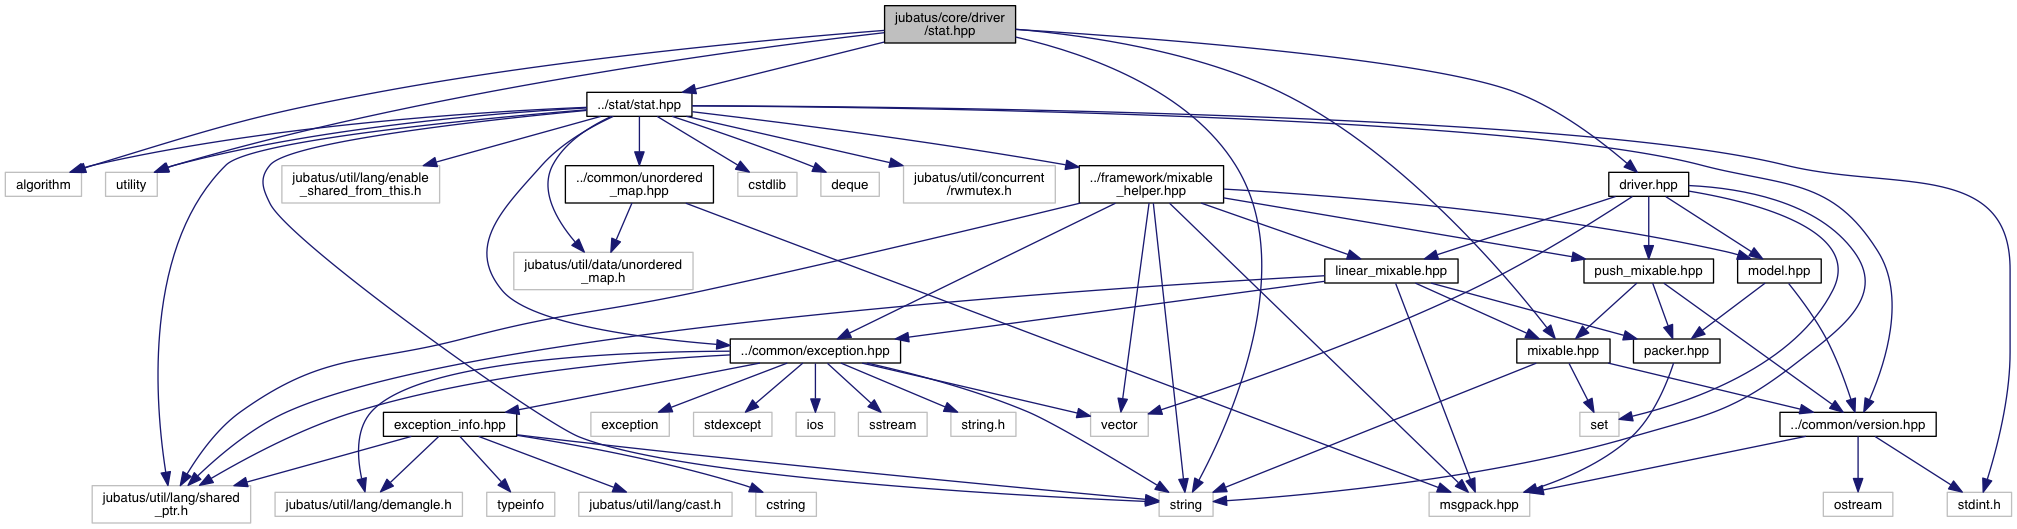 jubatus/core/driver
/stat.hpp
../stat/stat.hpp
algorithm
utility
jubatus/util/lang/enable
_shared_from_this.h
../common/unordered
_map.hpp
cstdlib
deque
jubatus/util/concurrent
/rwmutex.h
../framework/mixable
_helper.hpp
driver.hpp
jubatus/util/data/unordered
_map.h
linear_mixable.hpp
push_mixable.hpp
model.hpp
../common/exception.hpp
mixable.hpp
packer.hpp
exception_info.hpp
exception
stdexcept
ios
sstream
string.h
vector
set
../common/version.hpp
jubatus/util/lang/shared
_ptr.h
jubatus/util/lang/demangle.h
typeinfo
jubatus/util/lang/cast.h
cstring
string
msgpack.hpp
ostream
stdint.h